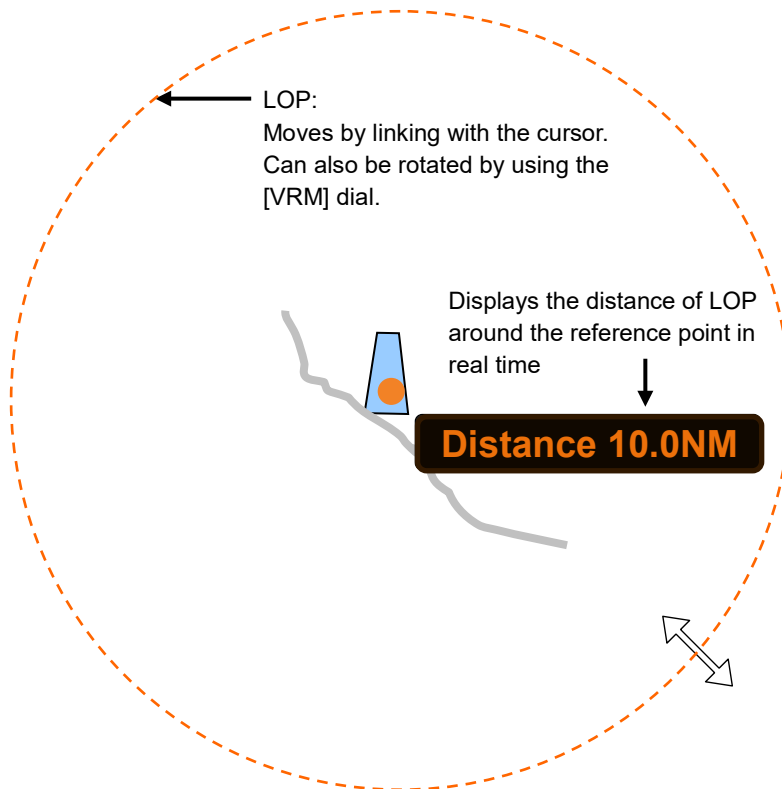 LOP:
Moves by linking with the cursor.
Can also be rotated by using the
[VRM] dial.
Displays the distance of LOP
around the reference point in
real time
Distance 10.0NM